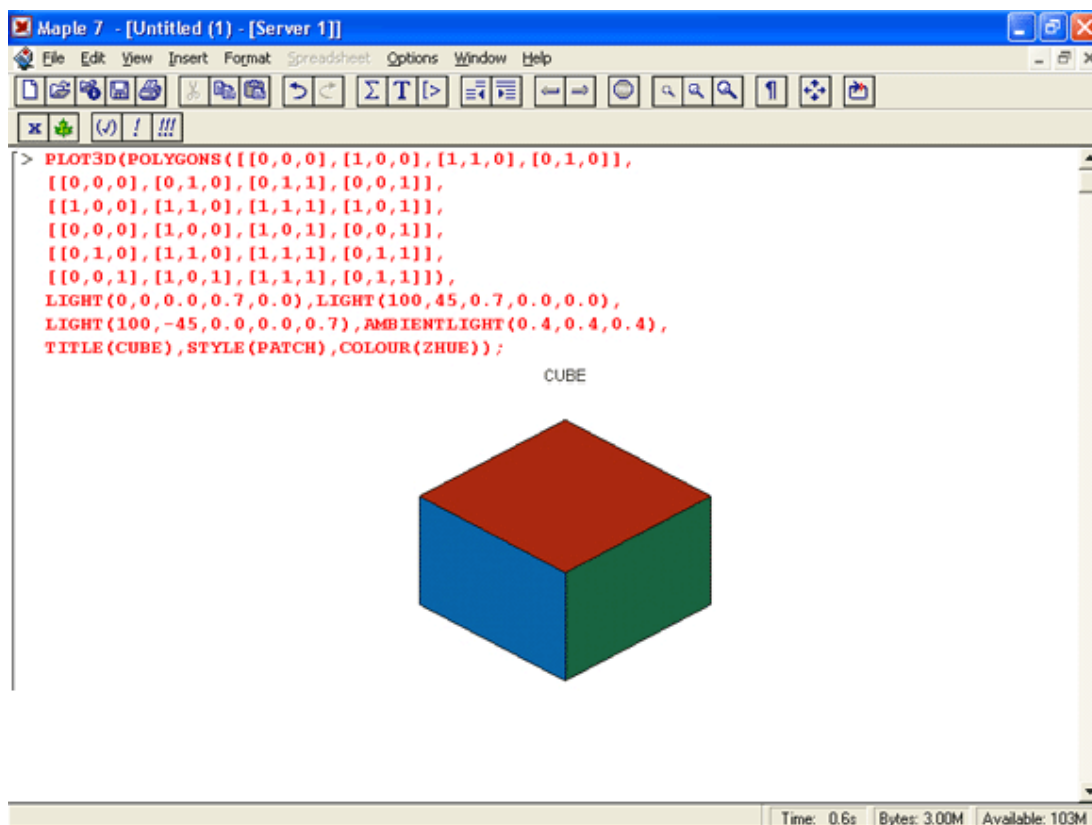 Maple 7 - [Untitled (1) - [Server 1]]
File Edit View Insert Format Spreadsheet Options Window Help
Σ T [>
x (√) ! !!!
> PLOT3D(POLYGONS([[0,0,0],[1,0,0],[1,1,0],[0,1,0]],
[[0,0,0],[0,1,0],[0,1,1],[0,0,1]],
[[1,0,0],[1,1,0],[1,1,1],[1,0,1]],
[[0,0,0],[1,0,0],[1,0,1],[0,0,1]],
[[0,1,0],[1,1,0],[1,1,1],[0,1,1]],
[[0,0,1],[1,0,1],[1,1,1],[0,1,1]]),
LIGHT(0,0,0.0,0.7,0.0),LIGHT(100,45,0.7,0.0,0.0),
LIGHT(100,-45,0.0,0.0,0.7),AMBIENTLIGHT(0.4,0.4,0.4),
TITLE(CUBE),STYLE(PATCH),COLOUR(ZHUE));
CUBE
Time: 0.6s Bytes: 3.00M Available: 103M